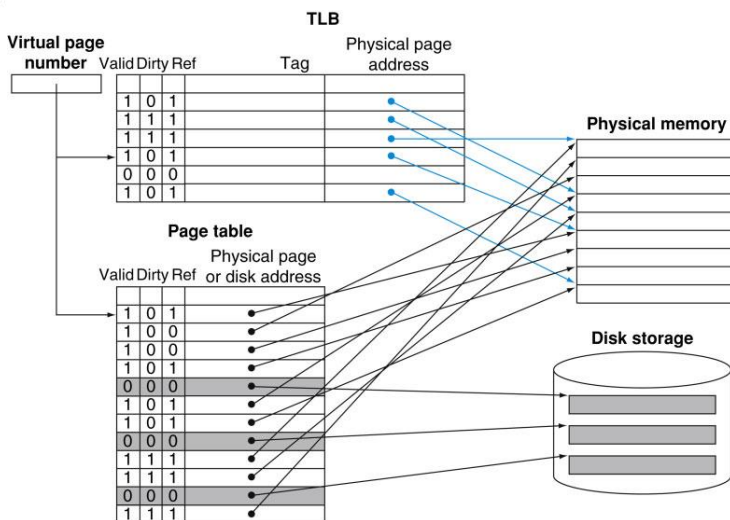 TLB
Virtual page
number
Valid Dirty Ref
Tag
Physical page
address
1 0 1
1 1 1
1 1 1
1 0 1
0 0 0
1 0 1
Physical memory
Page table
Valid Dirty Ref
Physical page
or disk address
1 0 1
1 0 0
1 0 0
1 0 1
0 0 0
1 0 1
1 0 1
0 0 0
1 1 1
1 1 1
0 0 0
1 1 1
Disk storage